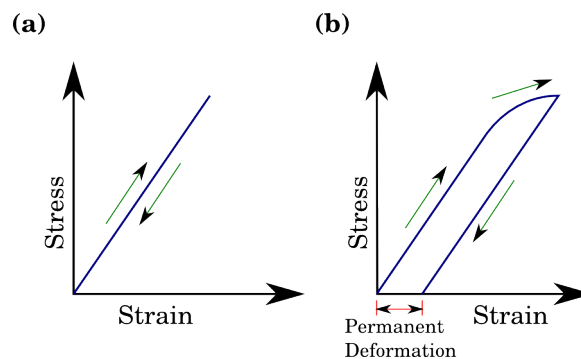 (a)
Stress
Strain
(b)
Stress
Strain
Permanent
Deformation